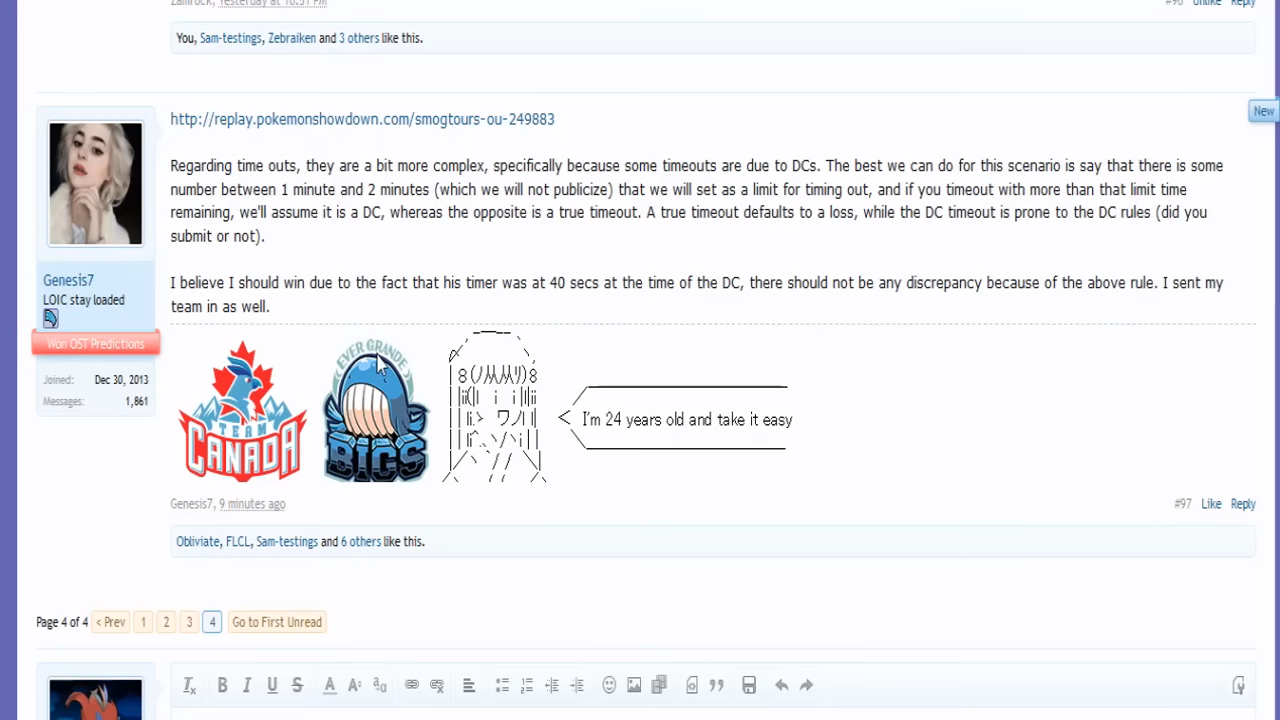 Zamrock, Yesterday at 10:51 PM
#96 Unlike Reply
You, Sam-testings, Zebraiken and 3 others like this.
http://replay.pokemonshowdown.com/smogtours-ou-249883
New
Regarding time outs, they are a bit more complex, specifically because some timeouts are due to DCs. The best we can do for this scenario is say that there is some
number between 1 minute and 2 minutes (which we will not publicize) that we will set as a limit for timing out, and if you timeout with more than that limit time
remaining, we'll assume it is a DC, whereas the opposite is a true timeout. A true timeout defaults to a loss, while the DC timeout is prone to the DC rules (did you
submit or not).
Genesis7
LOIC stay loaded
Won OST Predictions
Joined: Dec 30, 2013
Messages: 1,861
I believe I should win due to the fact that his timer was at 40 secs at the time of the DC, there should not be any discrepancy because of the above rule. I sent my
team in as well.
TEAM
CANADA
EVER GRANDE
BIGS
I'm 24 years old and take it easy
Genesis7, 9 minutes ago
#97 Like Reply
Obliviate, FLCL, Sam-testings and 6 others like this.
Page 4 of 4 < Prev 1 2 3 4 Go to First Unread